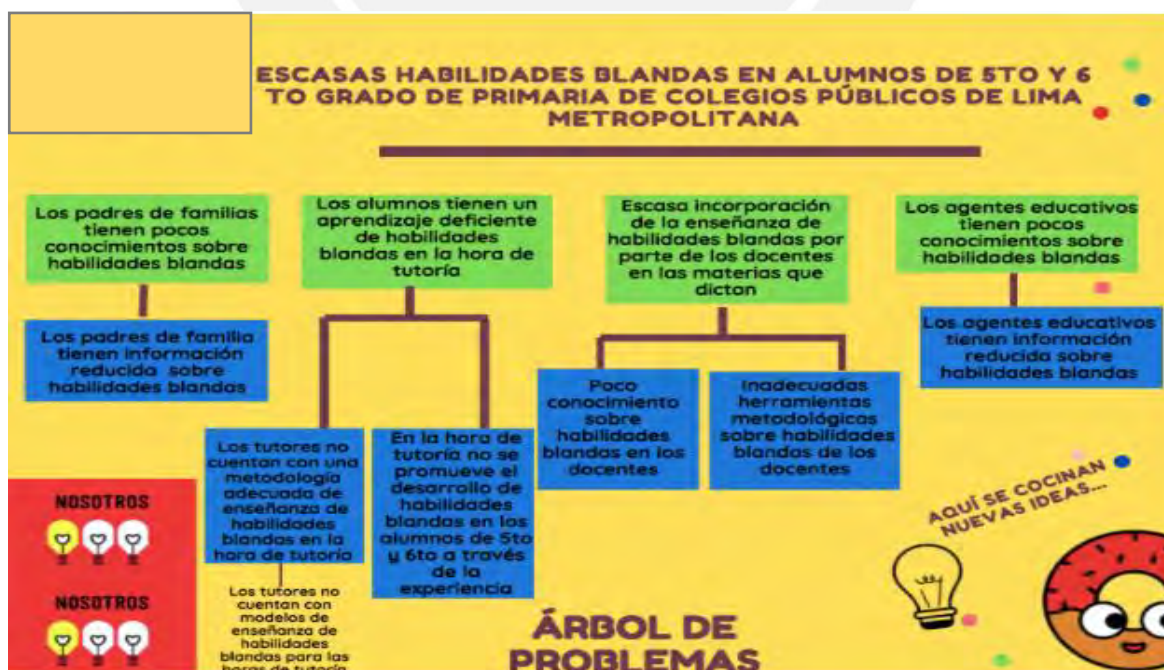 ESCASAS HABILIDADES BLANDAS EN ALUMNOS DE 5TO Y 6
TO GRADO DE PRIMARIA DE COLEGIOS PÚBLICOS DE LIMA
METROPOLITANA
Los padres de familias
tienen pocos
conocimientos sobre
habilidades blandas
Los alumnos tienen un
aprendizaje deficiente
de habilidades
blandas en la hora de
tutoría
Escasa incorporación
de la enseñanza de
habilidades blandas por
parte de los docentes
en las materias que
dictan
Los agentes educativos
tienen pocos
conocimientos sobre
habilidades blandas
Los padres de familia
tienen información
reducida sobre
habilidades blandas
Los tutores no
cuentan con una
metodología
adecuada de
enseñanza de
habilidades
blandas en la
hora de tutoría
En la hora de
tutoría no se
promueve el
desarrollo de
habilidades
blandas en los
alumnos de 5to
y 6to a través
de la
experiencia
Poco
conocimiento
sobre
habilidades
blandas en los
docentes
Inadecuadas
herramientas
metodológicas
sobre habilidades
blandas de los
docentes
Los agentes educativos
tienen información
reducida sobre
habilidades blandas
Los tutores no
cuentan con
modelos de
enseñanza de
habilidades
blandas para las
horas de tutoría
NOSOTROS
NOSOTROS
AQUÍ SE COCINAN
NUEVAS IDEAS...
ÁRBOL DE
PROBLEMAS